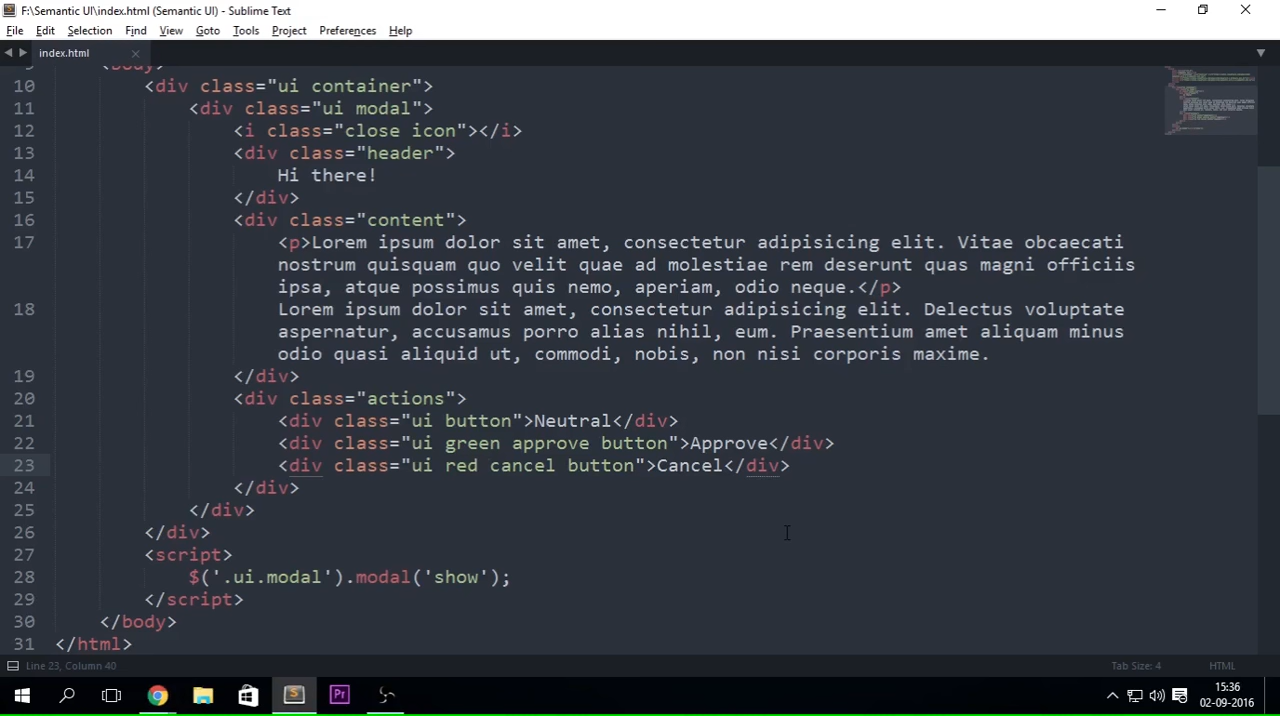 F:\Semantic UI\index.html (Semantic UI) - Sublime Text
File Edit Selection Find View Goto Tools Project Preferences Help
index.html
9 <body>
10 <div class="ui container">
11 <div class="ui modal">
12 <i class="close icon"></i>
13 <div class="header">
14 Hi there!
15 </div>
16 <div class="content">
17 <p>Lorem ipsum dolor sit amet, consectetur adipisicing elit. Vitae obcaecati
nostrum quisquam quo velit quae ad molestiae rem deserunt quas magni officiis
ipsa, atque possimus quis nemo, aperiam, odio neque.</p>
18 Lorem ipsum dolor sit amet, consectetur adipisicing elit. Delectus voluptate
aspernatur, accusamus porro alias nihil, eum. Praesentium amet aliquam minus
odio quasi aliquid ut, commodi, nobis, non nisi corporis maxime.
19 </div>
20 <div class="actions">
21 <div class="ui button">Neutral</div>
22 <div class="ui green approve button">Approve</div>
23 <div class="ui red cancel button">Cancel</div>
24 </div>
25 </div>
26 </div>
27 <script>
28 $('.ui.modal').modal('show');
29 </script>
30 </body>
31 </html>
Line 23, Column 40 Tab Size: 4 HTML
S Pr 15:36
02-09-2016